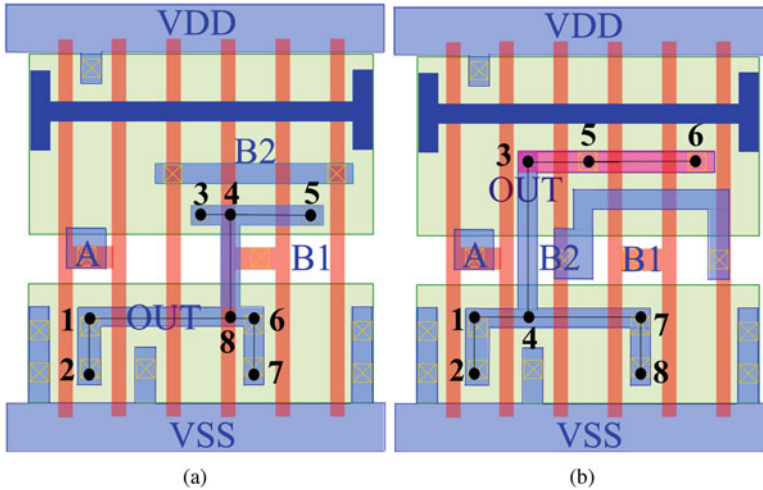 VDD
B2
3 4 5
A
B1
1 OUT 6
8
2 7
VSS
(a)
VDD
3 5 6
OUT
A B2 B1
1 4 7
2 8
VSS
(b)